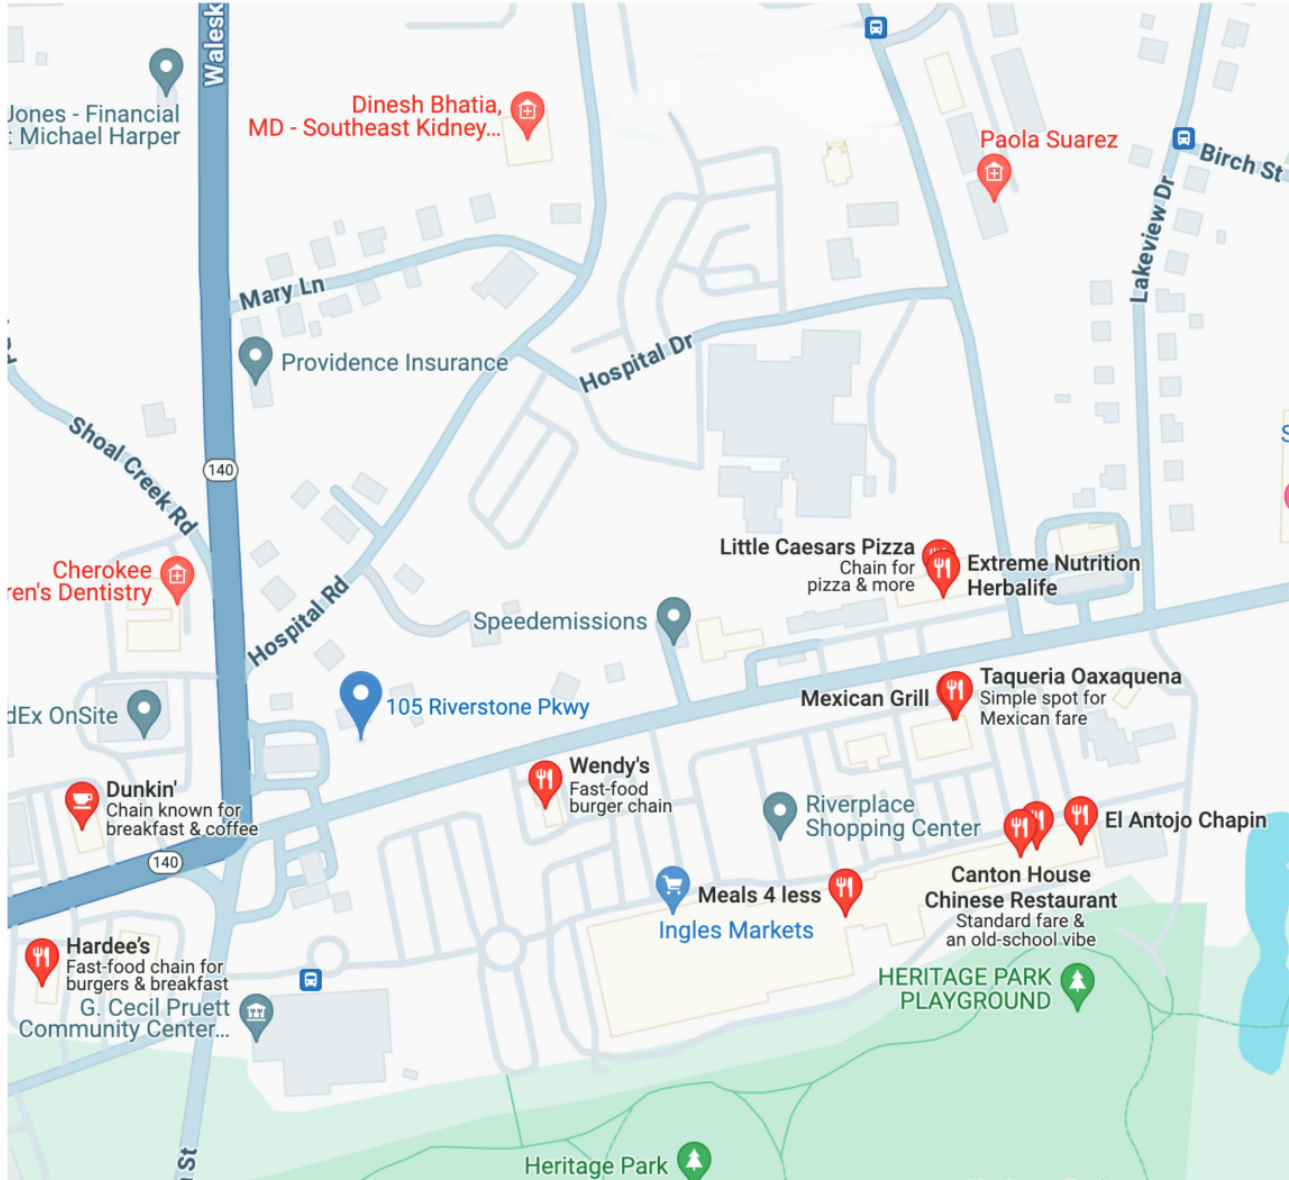 Walesk
Jones - Financial
: Michael Harper
Dinesh Bhatia,
MD - Southeast Kidney...
Paola Suarez
Birch St
Lakeview Dr
Mary Ln
Providence Insurance
Hospital Dr
Shoal Creek Rd
140
Little Caesars Pizza
Chain for
pizza & more
Extreme Nutrition
Herbalife
Cherokee
ren's Dentistry
Hospital Rd
Speedemissions
Taqueria Oaxaquena
Simple spot for
Mexican fare
Mexican Grill
105 Riverstone Pkwy
dEx OnSite
Wendy's
Fast-food
burger chain
Dunkin'
Chain known for
breakfast & coffee
Riverplace
Shopping Center
El Antojo Chapin
140
Meals 4 less
Canton House
Chinese Restaurant
Standard fare &
an old-school vibe
Ingles Markets
Hardee's
Fast-food chain for
burgers & breakfast
HERITAGE PARK
PLAYGROUND
G. Cecil Pruett
Community Center...
St
Heritage Park